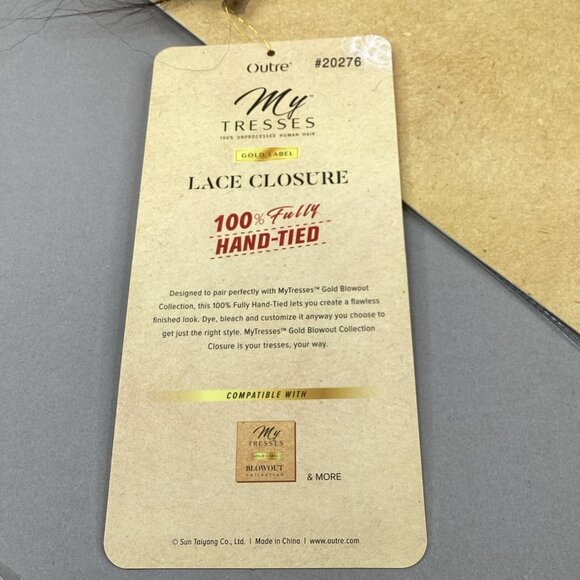 Outre® #20276
My™
TRESSES
100% UNPROCESSED HUMAN HAIR
GOLD LABEL
LACE CLOSURE
100% Fully
HAND-TIED
Designed to pair perfectly with MyTresses™ Gold Blowout
Collection, this 100% Fully Hand-Tied lets you create a flawless
finished look. Dye, bleach and customize it anyway you choose to
get just the right style. MyTresses™ Gold Blowout Collection
Closure is your tresses, your way.
COMPATIBLE WITH
My
TRESSES
GOLD LABEL
BLOWOUT
collection
& MORE
© Sun Taiyang Co., Ltd. | Made in China | www.outre.com